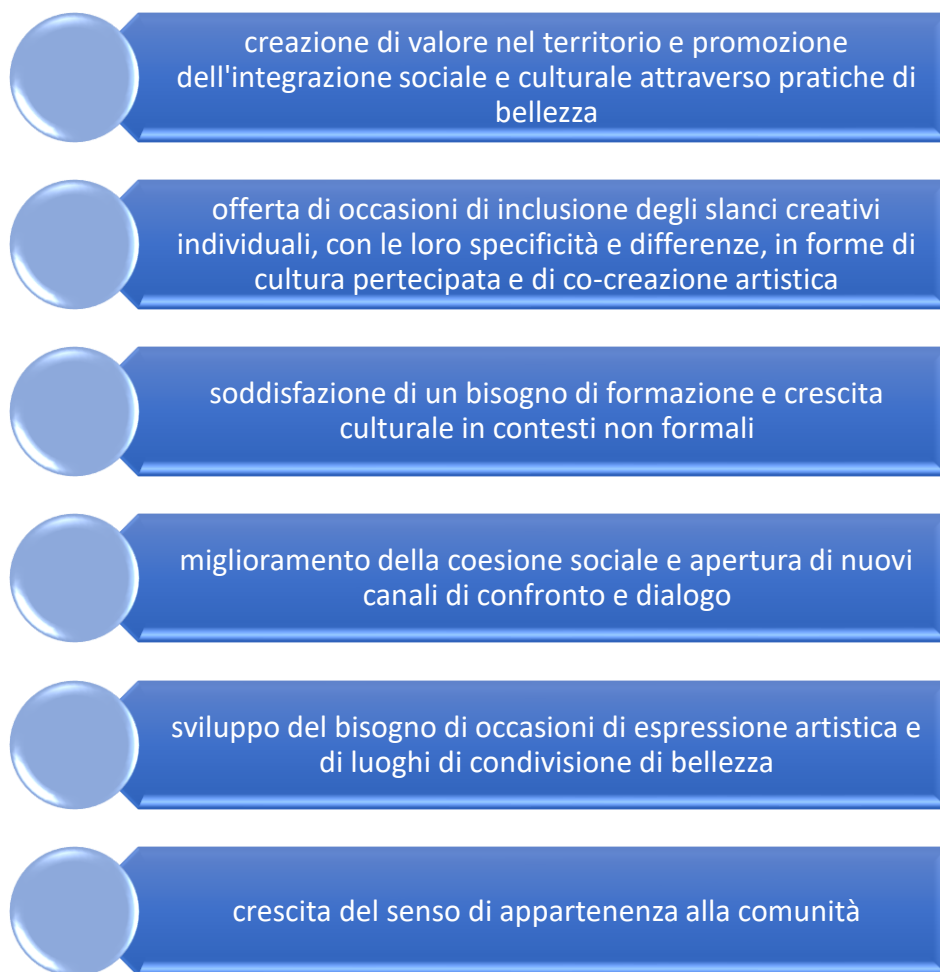 creazione di valore nel territorio e promozione
dell'integrazione sociale e culturale attraverso pratiche di
bellezza
offerta di occasioni di inclusione degli slanci creativi
individuali, con le loro specificità e differenze, in forme di
cultura pertecipata e di co-creazione artistica
soddisfazione di un bisogno di formazione e crescita
culturale in contesti non formali
miglioramento della coesione sociale e apertura di nuovi
canali di confronto e dialogo
sviluppo del bisogno di occasioni di espressione artistica e
di luoghi di condivisione di bellezza
crescita del senso di appartenenza alla comunità